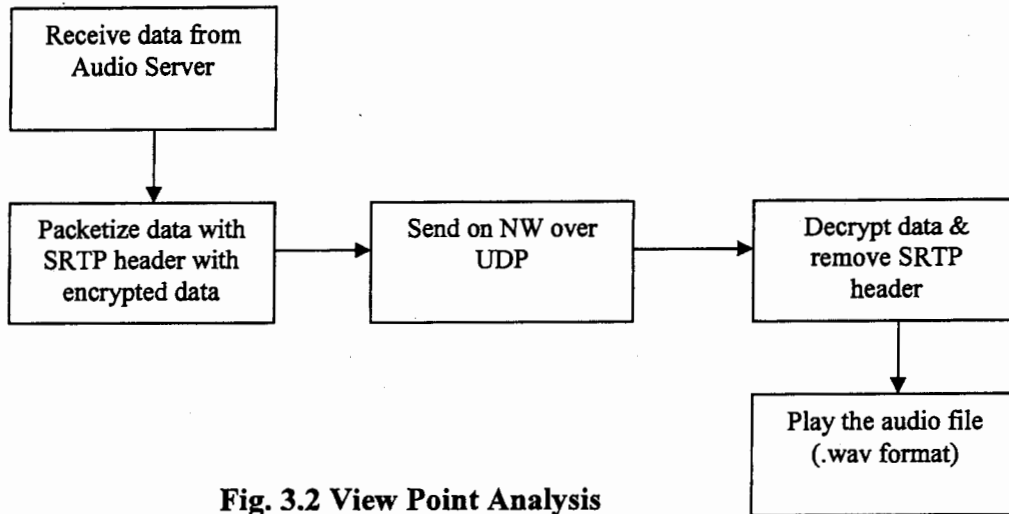 Receive data from
Audio Server
Packetize data with
SRTP header with
encrypted data
Send on NW over
UDP
Decrypt data &
remove SRTP
header
Play the audio file
(.wav format)
Fig. 3.2 View Point Analysis